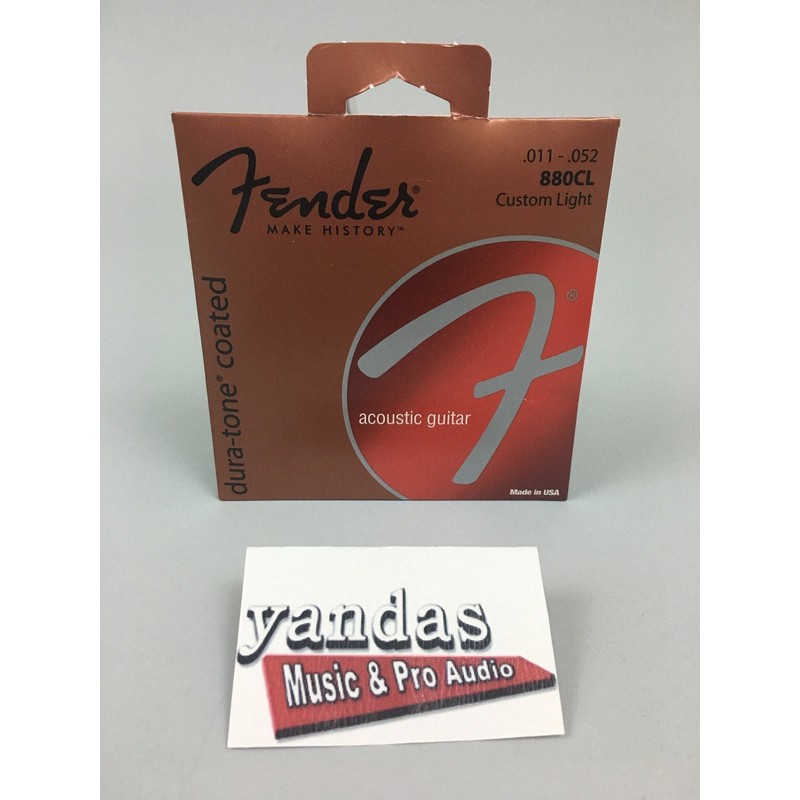 Fender®
MAKE HISTORY™
.011 - .052
880CL
Custom Light
dura-tone® coated
F®
acoustic guitar
Made in USA
yandas
Music & Pro Audio